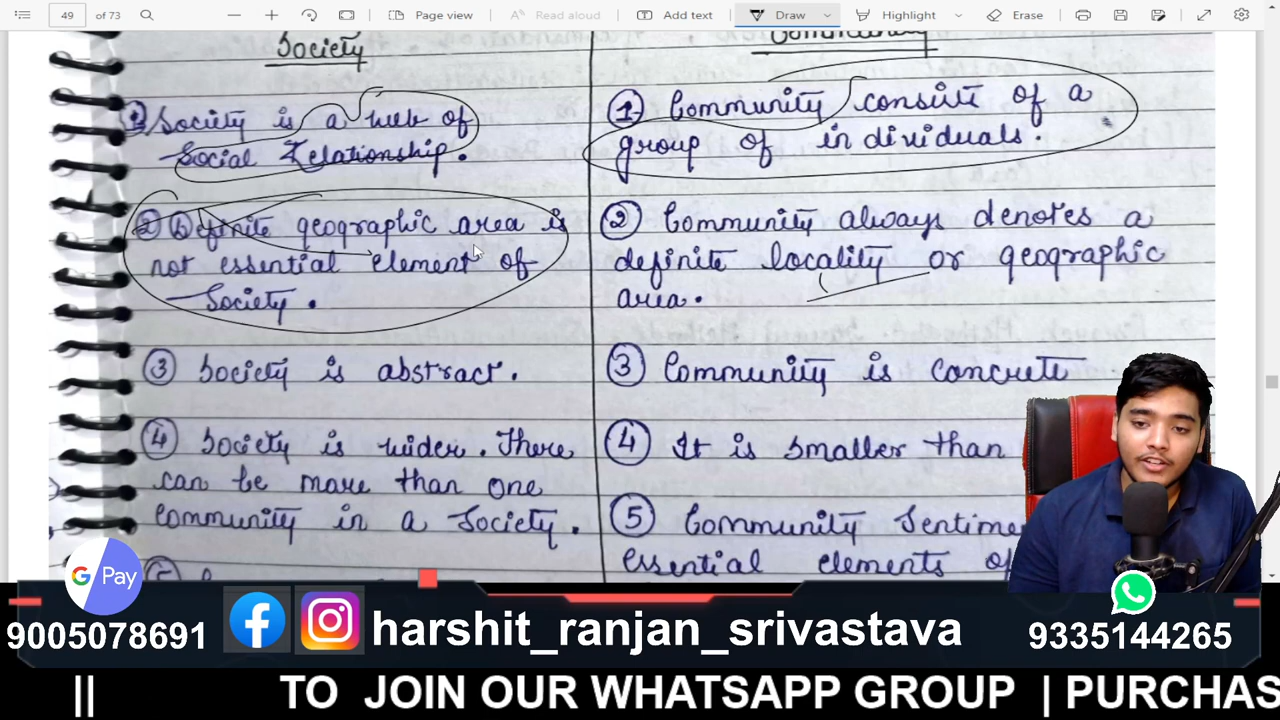 49 of 73
Page view
Read aloud
Add text
Draw
Highlight
Erase
Society
Community
① Society is a web of
Social Relationship.
② Definite geographic area is
not essential element of
Society.
③ Society is abstract.
④ Society is wider. There
can be more than one
Community in a Society.
① Community consist of a
group of individuals.
② Community always denotes a
definite locality or geographic
area.
③ Community is Concrete
④ It is smaller than
⑤ Community Sentime
essential elements of
G Pay
9005078691
harshit_ranjan_srivastava
9335144265
|| TO JOIN OUR WHATSAPP GROUP | PURCHAS